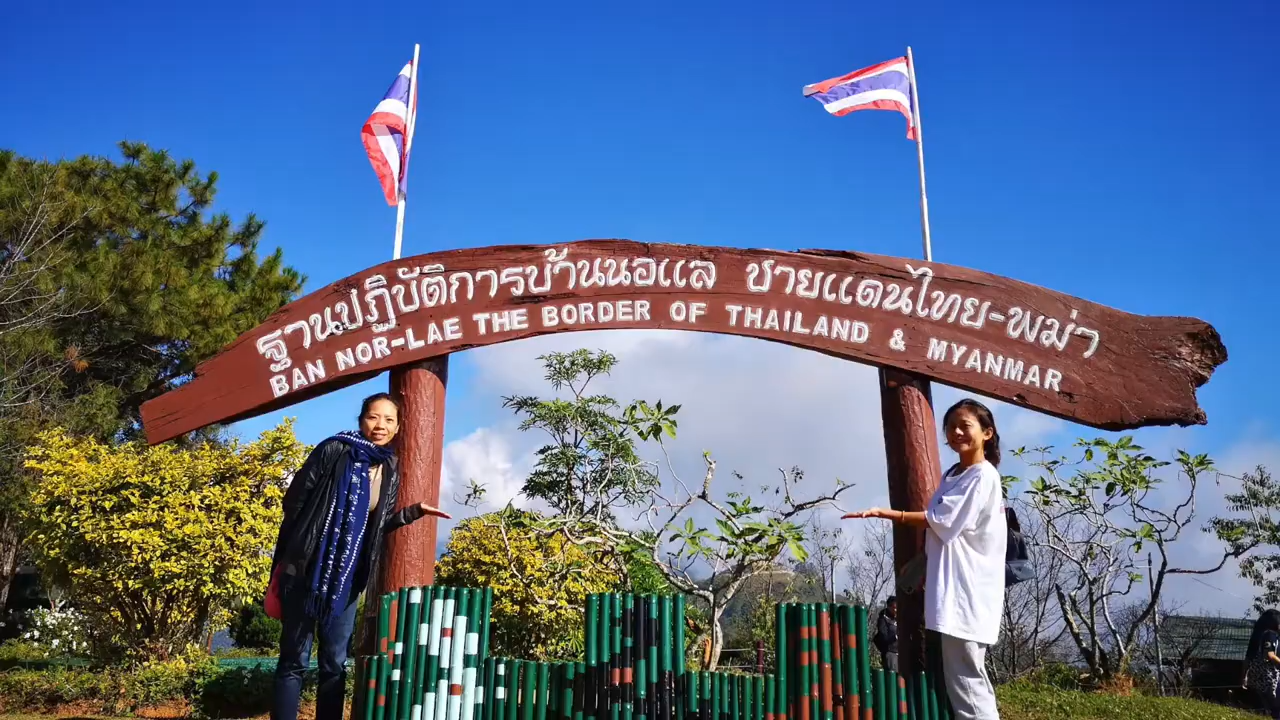 ฐานปฏิบัติการบ้านนอแล ชายแดนไทย-พม่า
BAN NOR-LAE THE BORDER OF THAILAND & MYANMAR